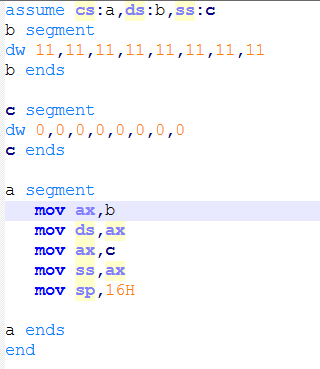 assume cs:a,ds:b,ss:c
b segment
dw 11,11,11,11,11,11,11,11
b ends
c segment
dw 0,0,0,0,0,0,0,0
c ends
a segment
mov ax,b
mov ds,ax
mov ax,c
mov ss,ax
mov sp,16H
a ends
end